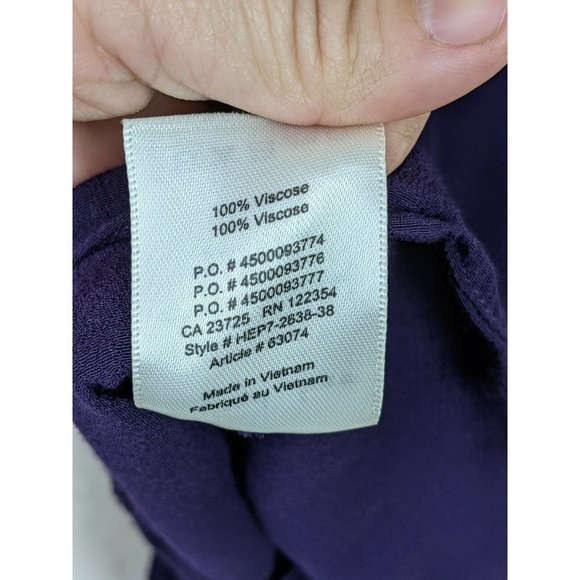 100% Viscose
100% Viscose
P.O. # 4500093774
P.O. # 4500093776
P.O. # 4500093777
CA 23725 RN 122354
Style # HEP7-2638-38
Article # 63074
Made in Vietnam
Fabriqué au Vietnam